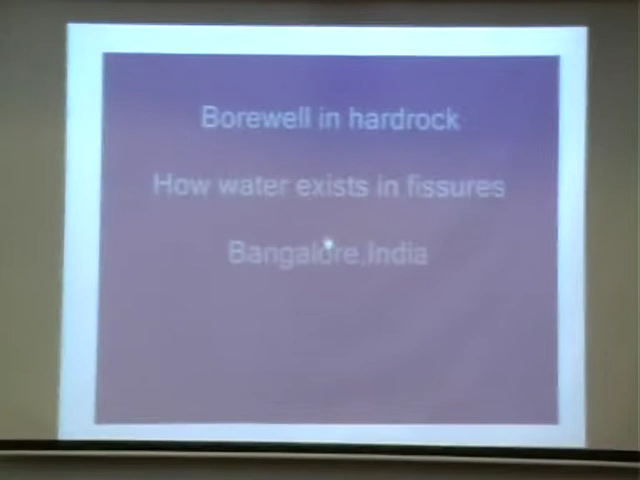 Borewell in hardrock
How water exists in fissures
Bangalore,India